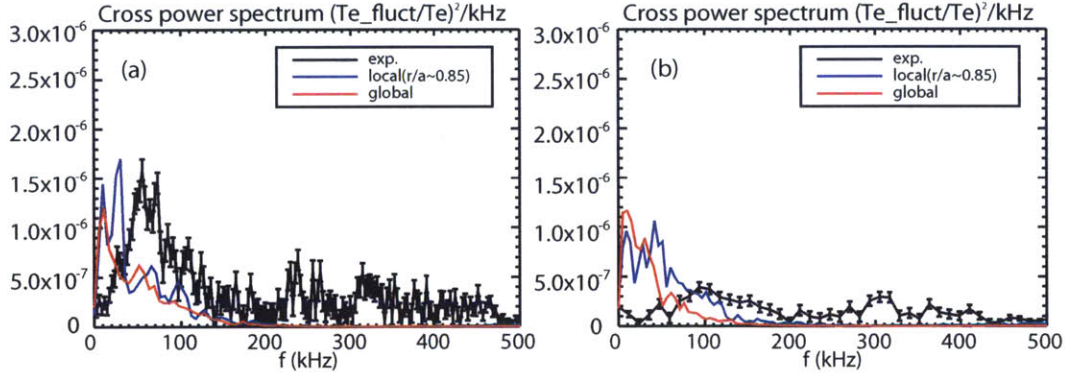 Cross power spectrum (Te_fluct/Te)²/kHz
3.0x10⁻⁶
2.5x10⁻⁶
2.0x10⁻⁶
1.5x10⁻⁶
1.0x10⁻⁶
5.0x10⁻⁷
0
(a)
exp.
local(r/a~0.85)
global
0 100 200 300 400 500
f (kHz)
Cross power spectrum (Te_fluct/Te)²/kHz
3.0x10⁻⁶
2.5x10⁻⁶
2.0x10⁻⁶
1.5x10⁻⁶
1.0x10⁻⁶
5.0x10⁻⁷
0
(b)
exp.
local(r/a~0.85)
global
0 100 200 300 400 500
f (kHz)